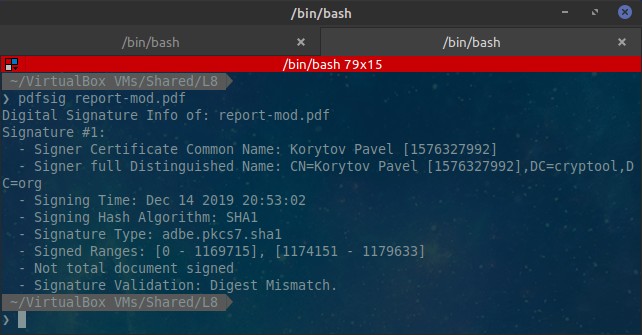 /bin/bash
/bin/bash
/bin/bash
/bin/bash 79x15
~/VirtualBox VMs/Shared/L8
❯ pdfsig report-mod.pdf
Digital Signature Info of: report-mod.pdf
Signature #1:
  - Signer Certificate Common Name: Korytov Pavel [1576327992]
  - Signer full Distinguished Name: CN=Korytov Pavel [1576327992],DC=cryptool,D
C=org
  - Signing Time: Dec 14 2019 20:53:02
  - Signing Hash Algorithm: SHA1
  - Signature Type: adbe.pkcs7.sha1
  - Signed Ranges: [0 - 1169715], [1174151 - 1179633]
  - Not total document signed
  - Signature Validation: Digest Mismatch.
~/VirtualBox VMs/Shared/L8
❯